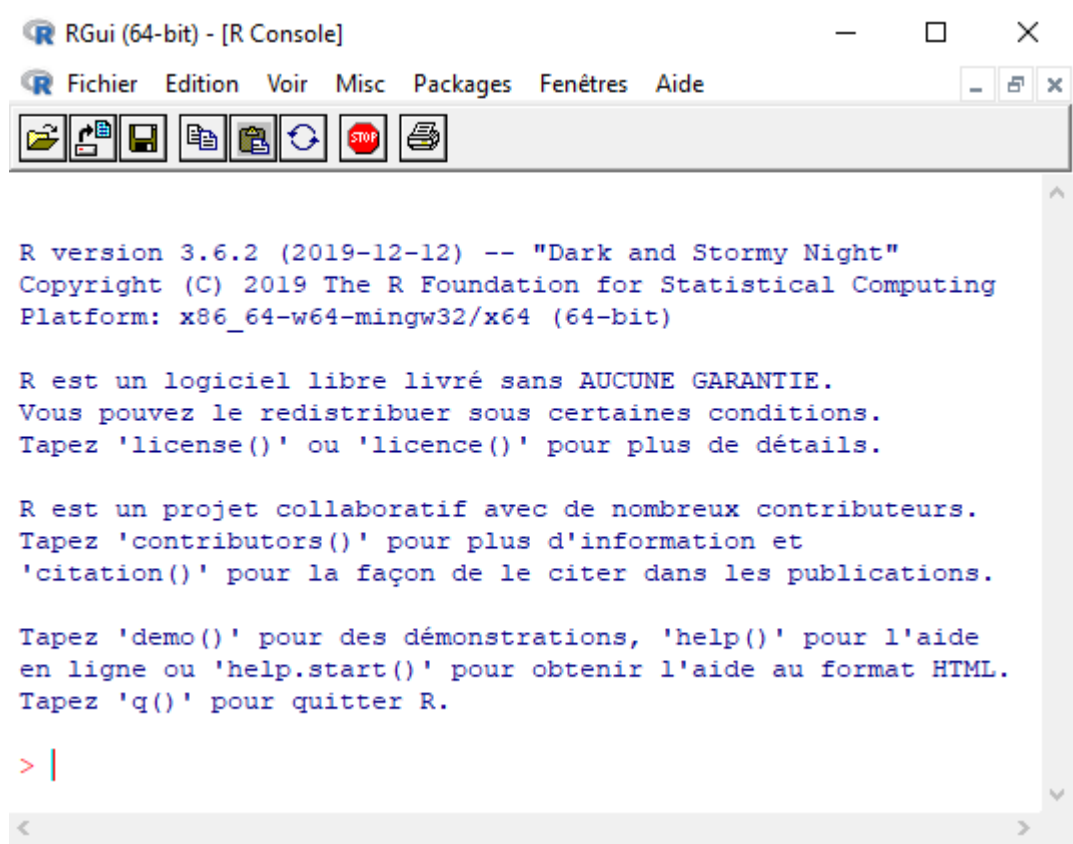 RGui (64-bit) - [R Console]
Fichier Edition Voir Misc Packages Fenêtres Aide
STOP
R version 3.6.2 (2019-12-12) -- "Dark and Stormy Night"
Copyright (C) 2019 The R Foundation for Statistical Computing
Platform: x86_64-w64-mingw32/x64 (64-bit)
R est un logiciel libre livré sans AUCUNE GARANTIE.
Vous pouvez le redistribuer sous certaines conditions.
Tapez 'license()' ou 'licence()' pour plus de détails.
R est un projet collaboratif avec de nombreux contributeurs.
Tapez 'contributors()' pour plus d'information et
'citation()' pour la façon de le citer dans les publications.
Tapez 'demo()' pour des démonstrations, 'help()' pour l'aide
en ligne ou 'help.start()' pour obtenir l'aide au format HTML.
Tapez 'q()' pour quitter R.
>